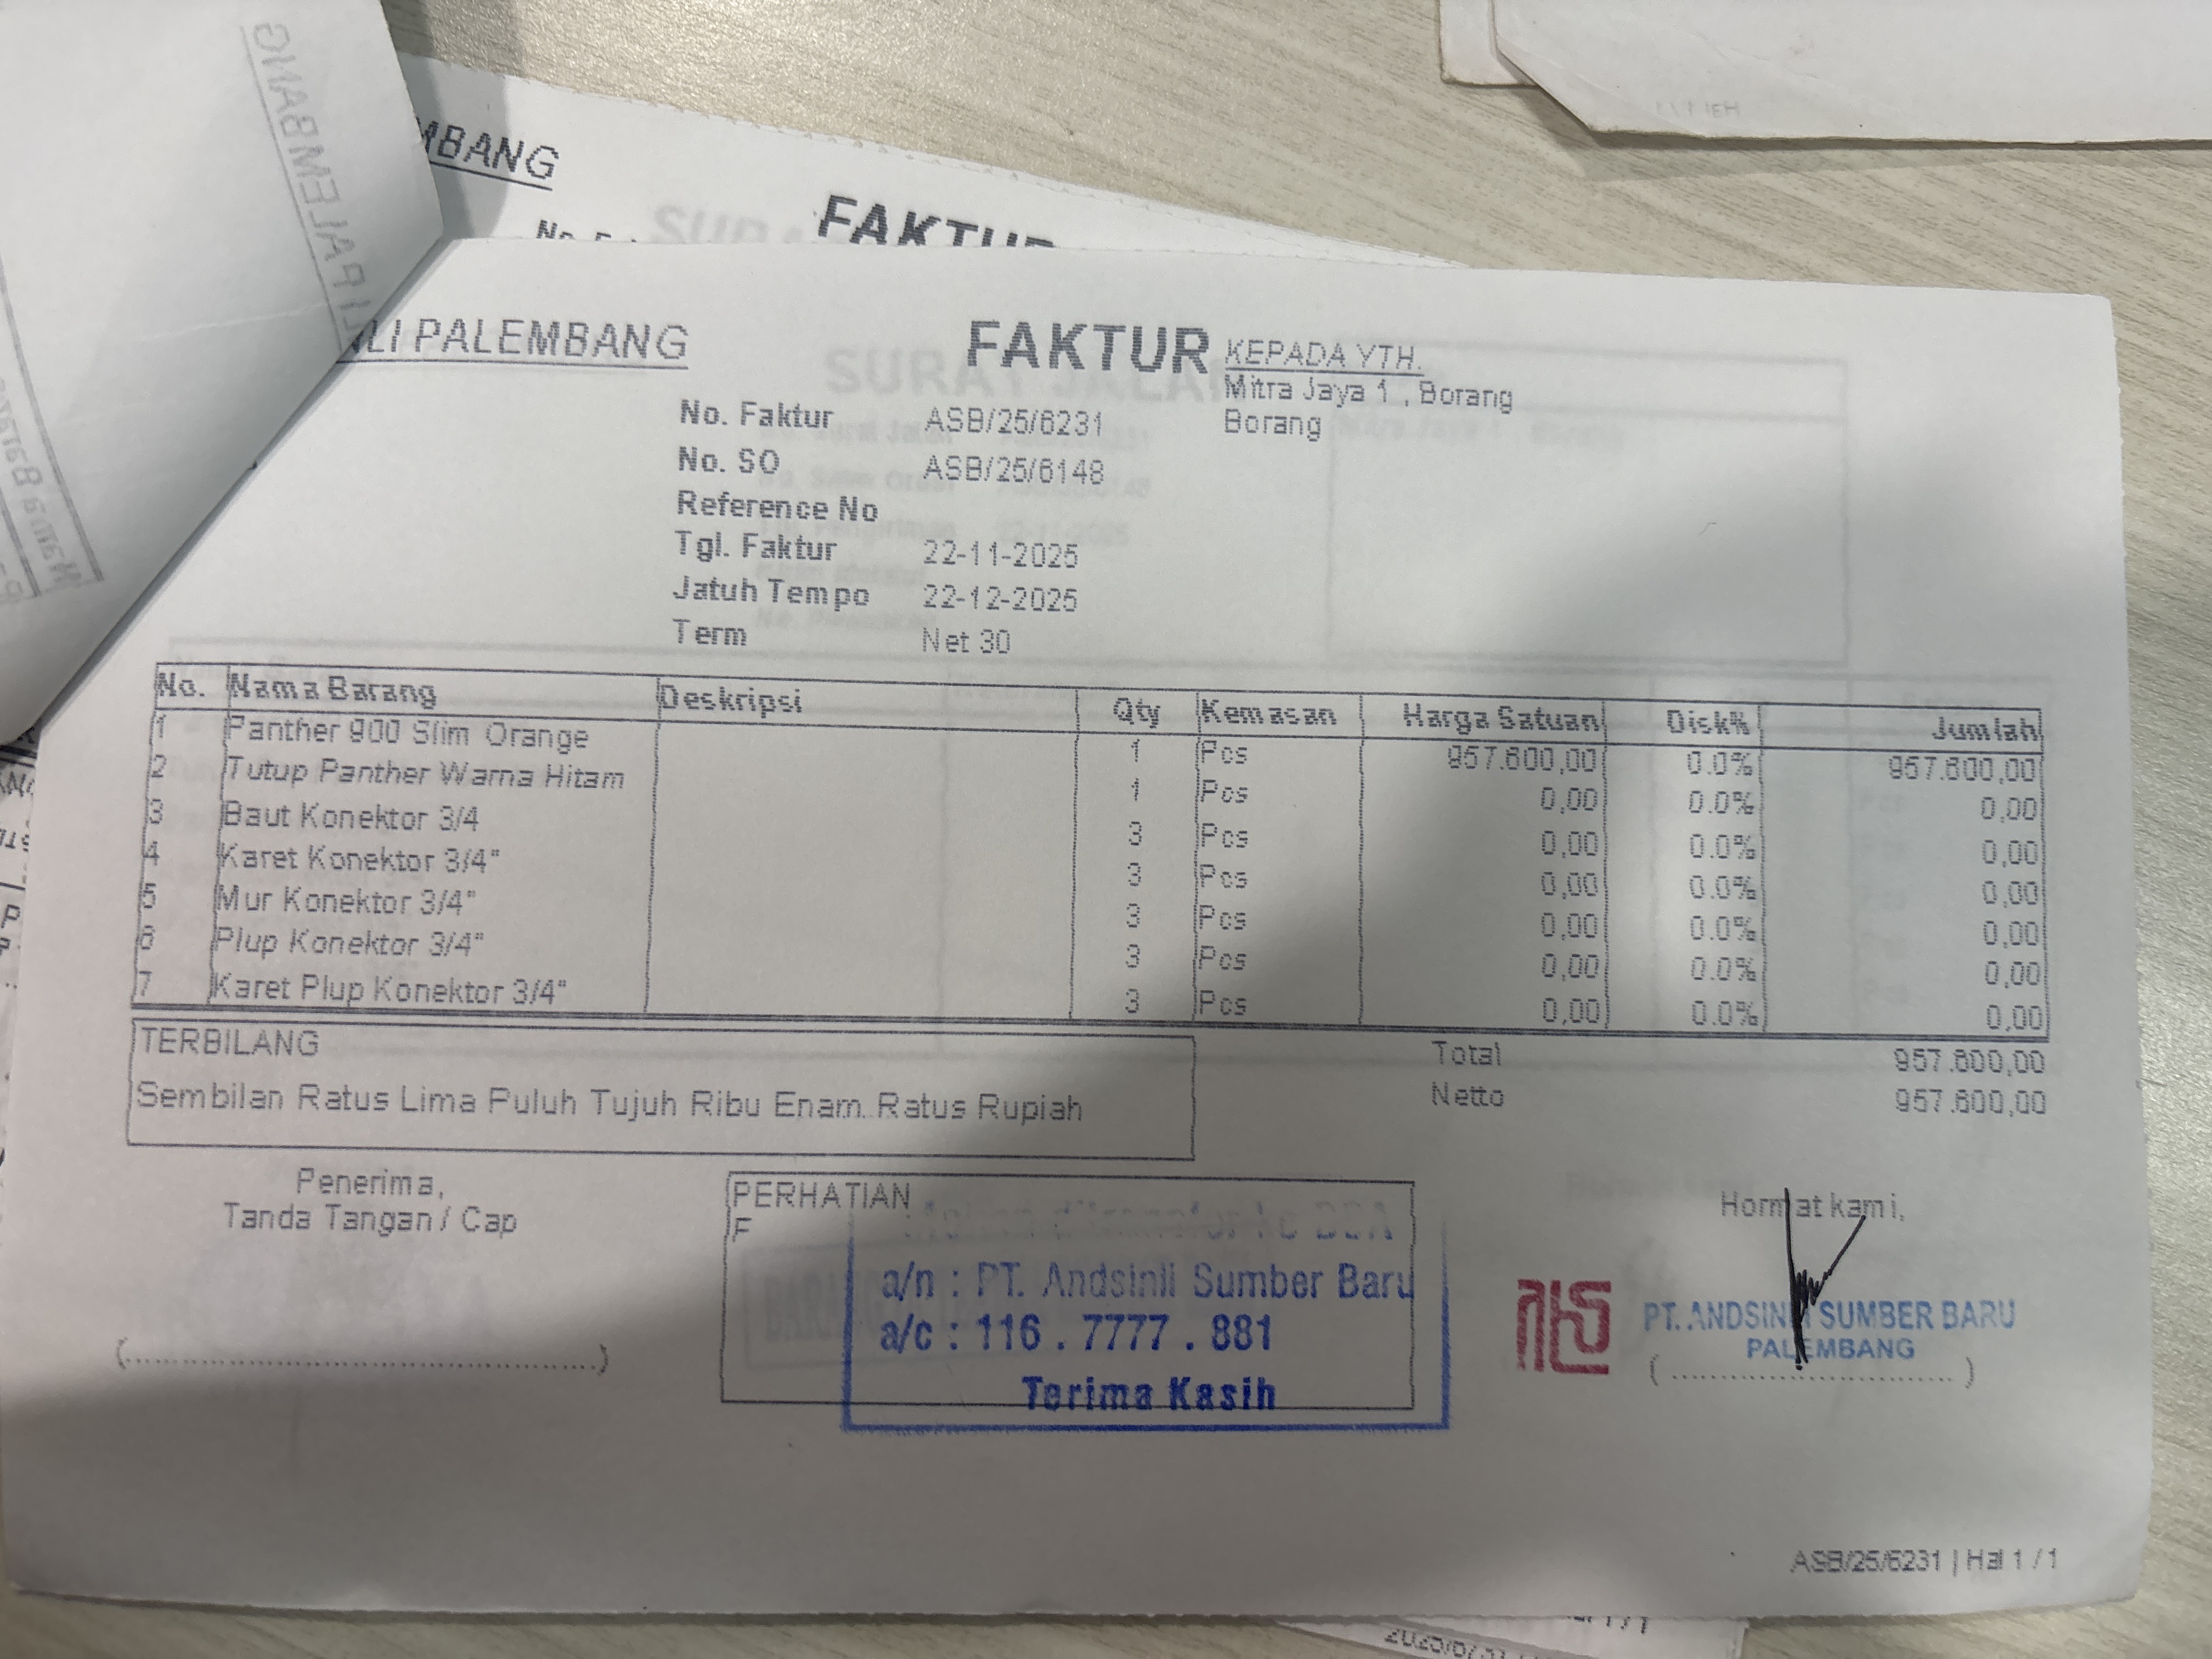 MBANG
FAKTUR
LI PALEMBANG
FAKTUR
KEPADA YTH.
Mitra Jaya 1 , Borang
Borang
No. Faktur ASB/25/6231
No. SO ASB/25/6148
Reference No
Tgl. Faktur 22-11-2025
Jatuh Tempo 22-12-2025
Term Net 30
No. Nama Barang Deskripsi Qty Kemasan Harga Satuan Disk% Jumlah
1 Panther 900 Slim Orange 1 Pcs 957.600,00 0.0% 957.600,00
2 Tutup Panther Warna Hitam 1 Pcs 0,00 0.0% 0,00
3 Baut Konektor 3/4 3 Pcs 0,00 0.0% 0,00
4 Karet Konektor 3/4" 3 Pcs 0,00 0.0% 0,00
5 Mur Konektor 3/4" 3 Pcs 0,00 0.0% 0,00
6 Plup Konektor 3/4" 3 Pcs 0,00 0.0% 0,00
7 Karet Plup Konektor 3/4" 3 Pcs 0,00 0.0% 0,00
TERBILANG
Sembilan Ratus Lima Puluh Tujuh Ribu Enam Ratus Rupiah
Total 957.600,00
Netto 957.600,00
Penerima,
Tanda Tangan / Cap
(..................................................)
PERHATIAN
F
a/n : PT. Andsinli Sumber Baru
a/c : 116 . 7777 . 881
Terima Kasih
Hormat kami,
PT. ANDSINLI SUMBER BARU
PALEMBANG
(..............................)
ASB/25/6231 | Hal 1 / 1